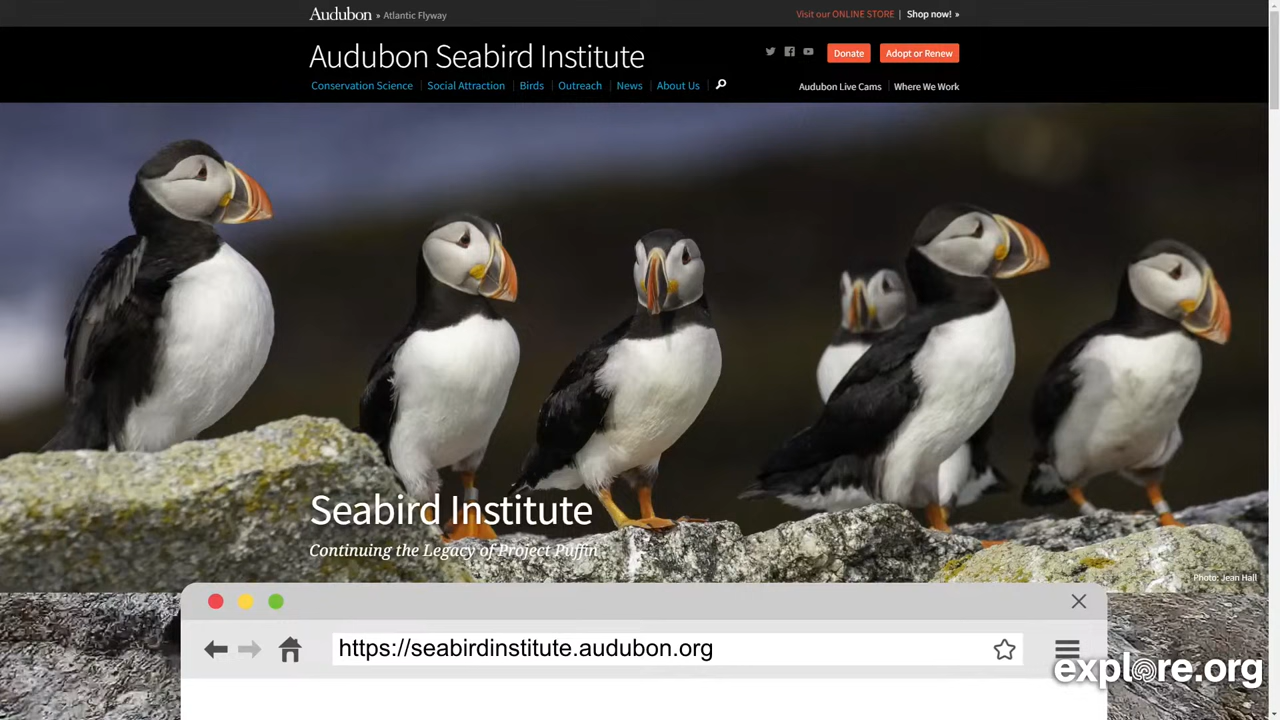 Audubon » Atlantic Flyway
Visit our ONLINE STORE | Shop now! »
Audubon Seabird Institute
Donate
Adopt or Renew
Conservation Science | Social Attraction | Birds | Outreach | News | About Us
Audubon Live Cams | Where We Work
Seabird Institute
Continuing the Legacy of Project Puffin
Photo: Jean Hall
https://seabirdinstitute.audubon.org
explore.org